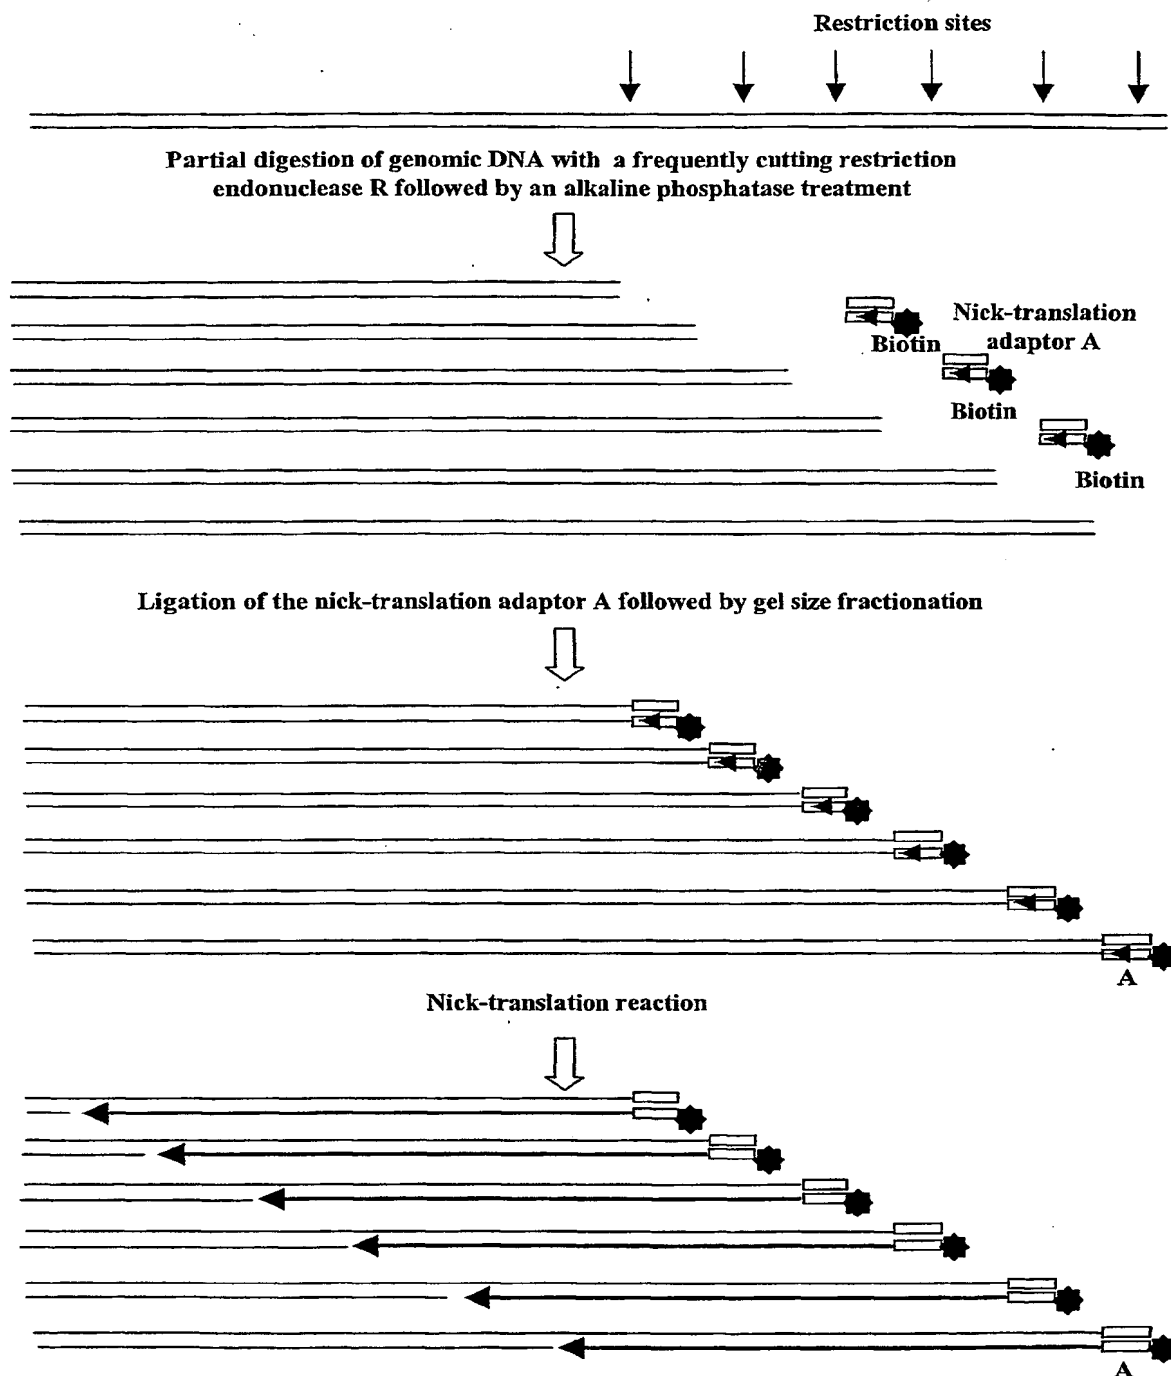 Restriction sites
Partial digestion of genomic DNA with a frequently cutting restriction
endonuclease R followed by an alkaline phosphatase treatment
Nick-translation
adaptor A
Biotin
Biotin
Biotin
Ligation of the nick-translation adaptor A followed by gel size fractionation
A
Nick-translation reaction
A